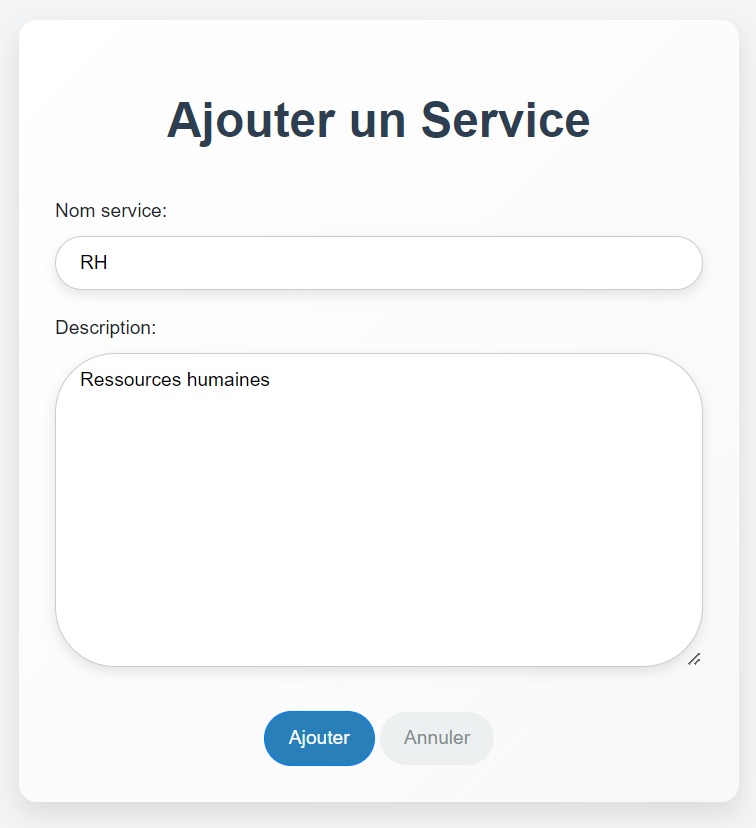 Ajouter un Service
Nom service:
RH
Description:
Ressources humaines
Ajouter Annuler